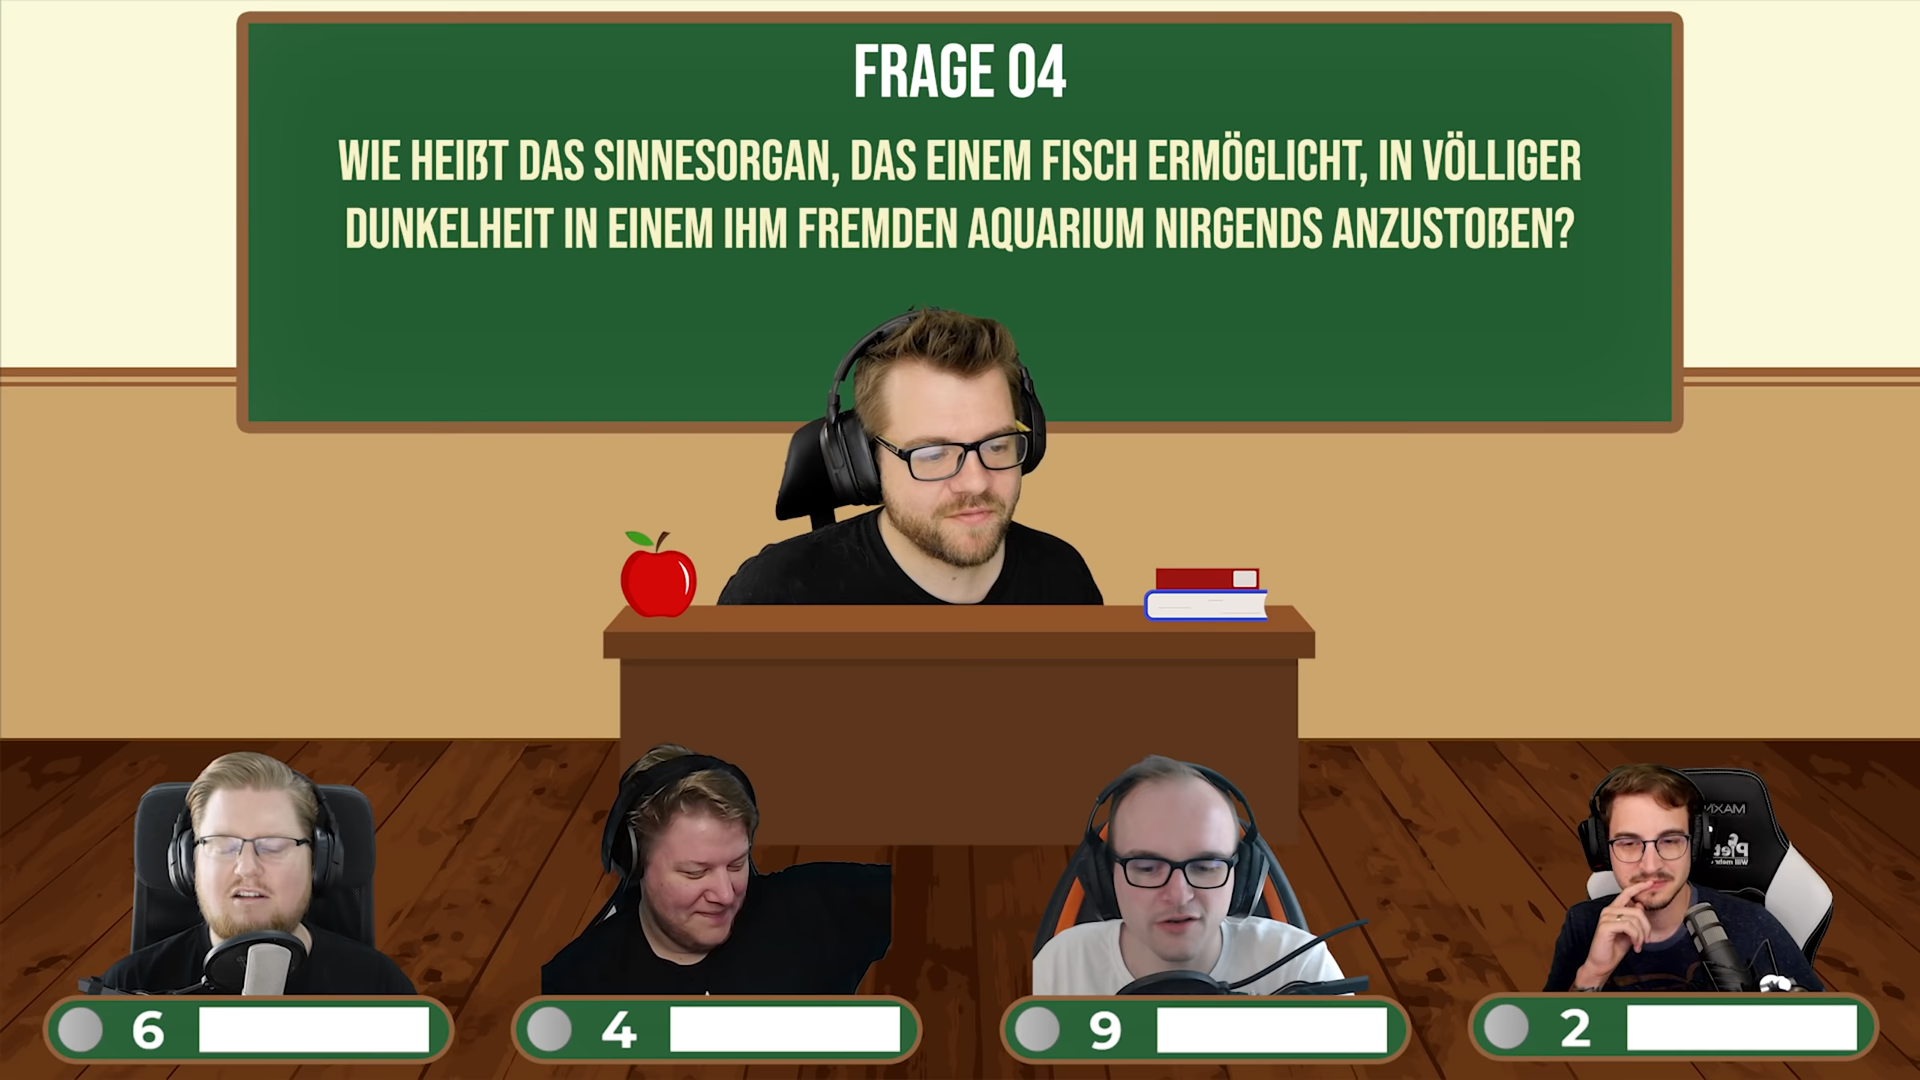 FRAGE 04
WIE HEIẞT DAS SINNESORGAN, DAS EINEM FISCH ERMÖGLICHT, IN VÖLLIGER
DUNKELHEIT IN EINEM IHM FREMDEN AQUARIUM NIRGENDS ANZUSTOẞEN?
6
4
9
2